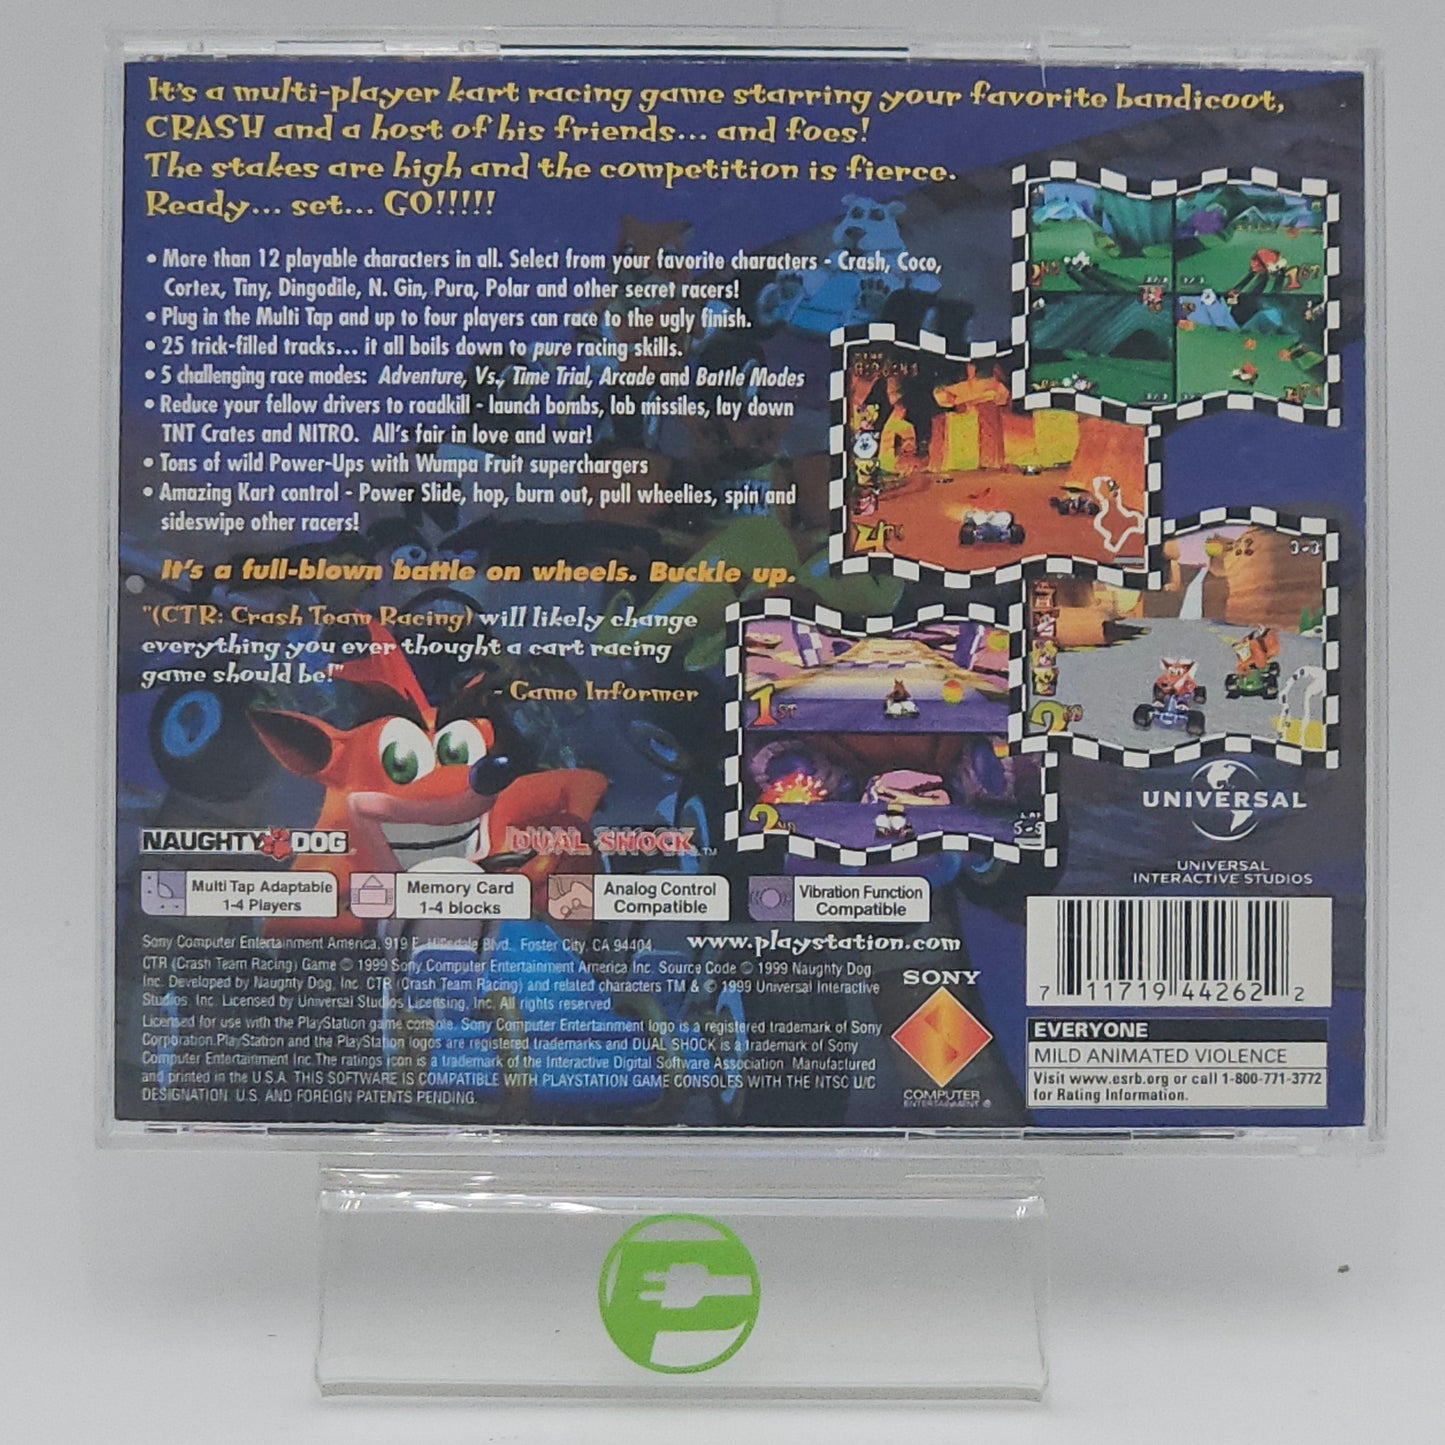 It's a multi-player kart racing game starring your favorite bandicoot,
CRASH and a host of his friends... and foes!
The stakes are high and the competition is fierce.
Ready... set... GO!!!!!
• More than 12 playable characters in all. Select from your favorite characters - Crash, Coco,
Cortex, Tiny, Dingodile, N. Gin, Pura, Polar and other secret racers!
• Plug in the Multi Tap and up to four players can race to the ugly finish.
• 25 trick-filled tracks... it all boils down to pure racing skills.
• 5 challenging race modes: Adventure, Vs., Time Trial, Arcade and Battle Modes
• Reduce your fellow drivers to roadkill - launch bombs, lob missiles, lay down
TNT Crates and NITRO. All's fair in love and war!
• Tons of wild Power-Ups with Wumpa Fruit superchargers
• Amazing Kart control - Power Slide, hop, burn out, pull wheelies, spin and
sideswipe other racers!
It's a full-blown battle on wheels. Buckle up.
"(CTR: Crash Team Racing) will likely change
everything you ever thought a cart racing
game should be!"
- Game Informer
2ND
1ST
4TH
3-3
2ND
1ST
2ND
5-5
NAUGHTY DOG
DUAL SHOCK™
UNIVERSAL
UNIVERSAL
INTERACTIVE STUDIOS
Multi Tap Adaptable
1-4 Players
Memory Card
1-4 blocks
Analog Control
Compatible
Vibration Function
Compatible
Sony Computer Entertainment America, 919 E. Hillsdale Blvd., Foster City, CA 94404.
www.playstation.com
CTR (Crash Team Racing) Game © 1999 Sony Computer Entertainment America Inc. Source Code © 1999 Naughty Dog,
Inc. Developed by Naughty Dog, Inc. CTR (Crash Team Racing) and related characters TM & © 1999 Universal Interactive
Studios, Inc. Licensed by Universal Studios Licensing, Inc. All rights reserved.
Licensed for use with the PlayStation game console. Sony Computer Entertainment logo is a registered trademark of Sony
Corporation.PlayStation and the PlayStation logos are registered trademarks and DUAL SHOCK is a trademark of Sony
Computer Entertainment Inc.The ratings icon is a trademark of the Interactive Digital Software Association. Manufactured
and printed in the U.S.A. THIS SOFTWARE IS COMPATIBLE WITH PLAYSTATION GAME CONSOLES WITH THE NTSC U/C
DESIGNATION. U.S. AND FOREIGN PATENTS PENDING.
SONY
COMPUTER
ENTERTAINMENT ®
7 11719 44262 2
EVERYONE
MILD ANIMATED VIOLENCE
Visit www.esrb.org or call 1-800-771-3772
for Rating Information.